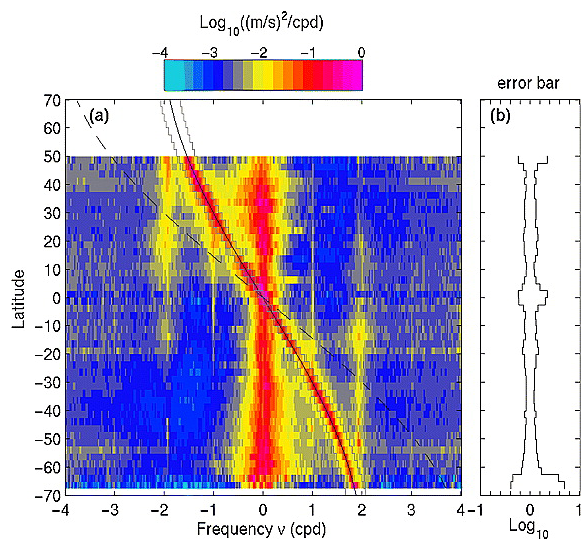 Log10((m/s)2/cpd)
−4 −3 −2 −1 0
error bar
(a)
(b)
70
60
50
40
30
20
10
0
−10
−20
−30
−40
−50
−60
−70
Latitude
−4 −3 −2 −1 0 1 2 3 4
−1 0 1
Frequency ν (cpd)
Log10